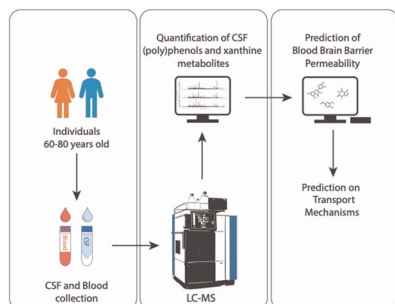 Individuals
60-80 years old
Blood
CSF
CSF and Blood
collection
Quantification of CSF
(poly)phenols and xanthine
metabolites
LC-MS
Prediction of
Blood Brain Barrier
Permeability
Prediction on
Transport
Mechanisms